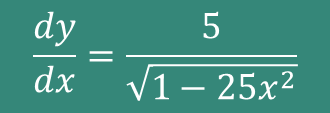 dy/dx = 5/√(1 − 25x²)